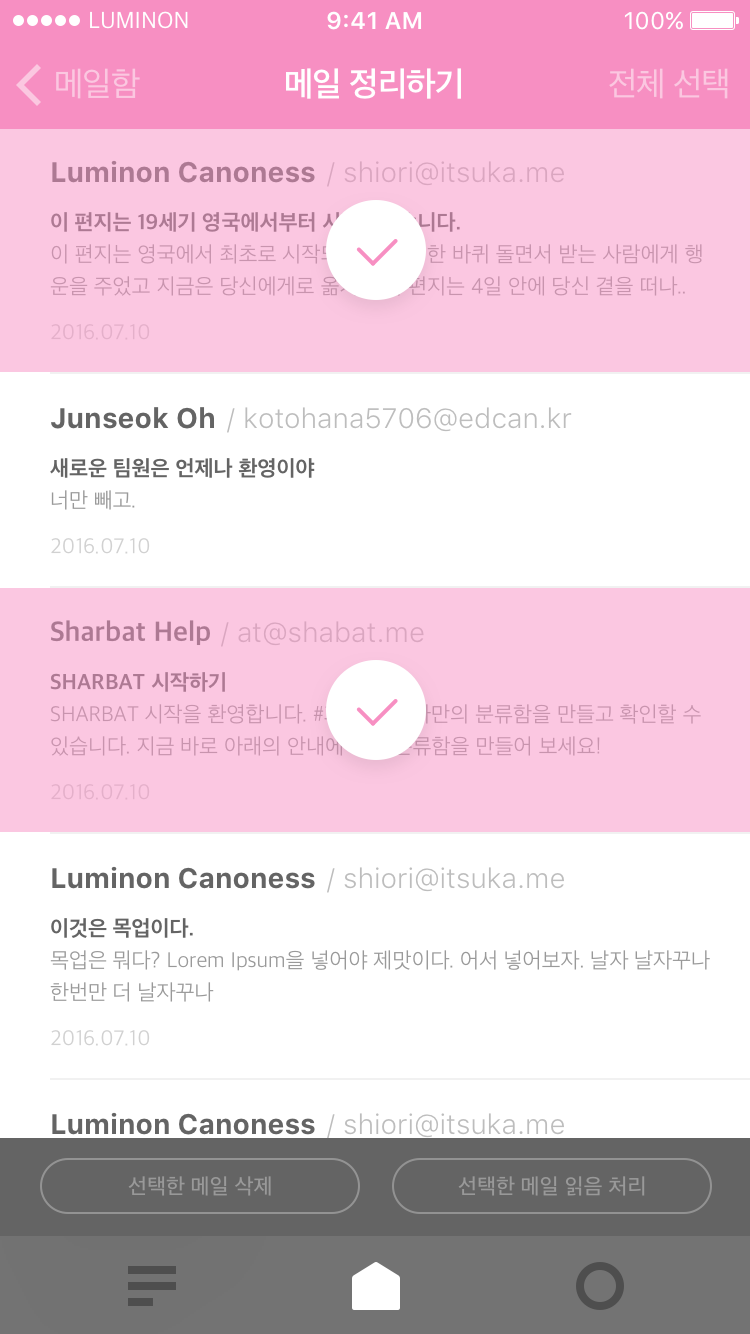 LUMINON 9:41 AM 100%
메일함 메일 정리하기 전체 선택
Luminon Canoness / shiori@itsuka.me
이 편지는 19세기 영국에서부터 니다.
이 편지는 영국에서 최초로 한 바퀴 돌면서 받는 사람에게 행
운을 주었고 지금은 당신에게로 편지는 4일 안에 당신 곁을 떠나..
2016.07.10
Junseok Oh / kotohana5706@edcan.kr
새로운 팀원은 언제나 환영이야
너만 빼고.
2016.07.10
Sharbat Help / at@shabat.me
SHARBAT 시작하기
SHARBAT 시작을 환영합니다. 만의 분류함을 만들고 확인할 수
있습니다. 지금 바로 아래의 안내에 류함을 만들어 보세요!
2016.07.10
Luminon Canoness / shiori@itsuka.me
이것은 목업이다.
목업은 뭐다? Lorem Ipsum을 넣어야 제맛이다. 어서 넣어보자. 날자 날자꾸나
한번만 더 날자꾸나
2016.07.10
Luminon Canoness / shiori@itsuka.me
선택한 메일 삭제 선택한 메일 읽음 처리